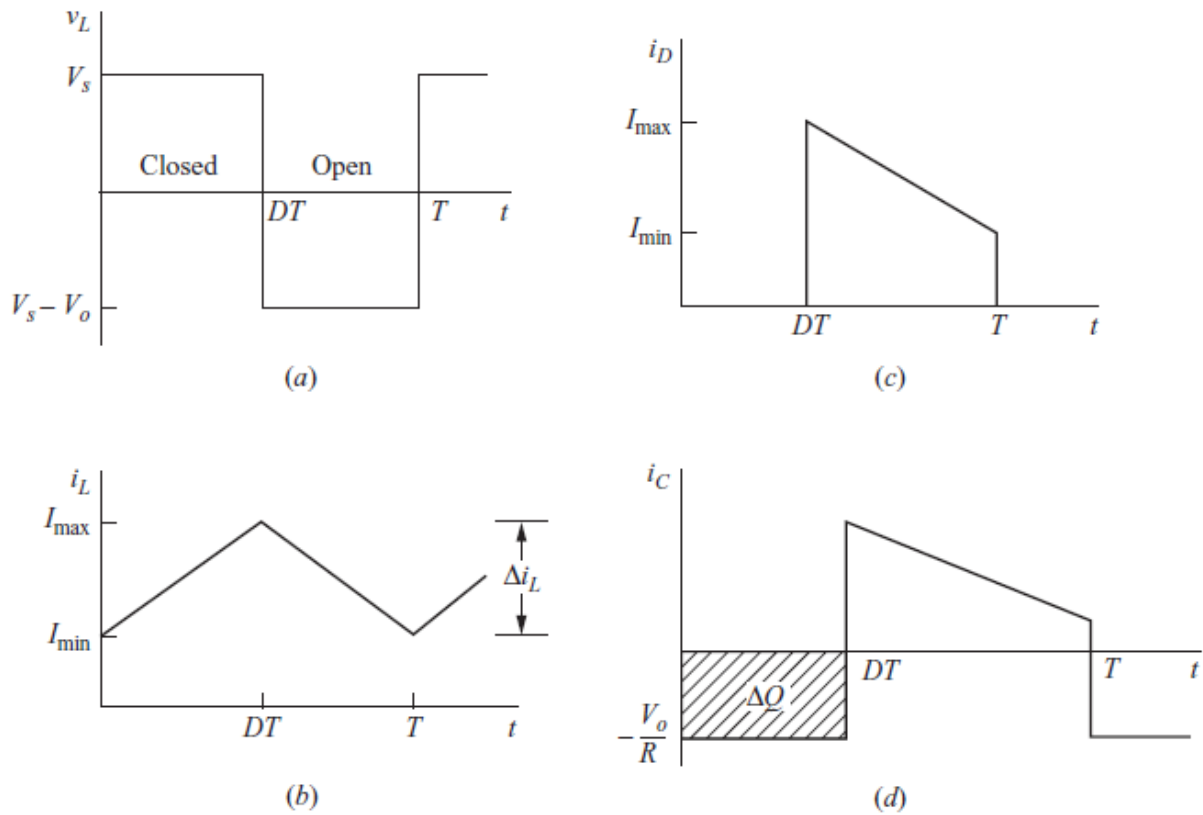 v_L
V_s
Closed
Open
DT
T
t
V_s – V_o
(a)
i_D
I_max
I_min
DT
T
t
(c)
i_L
I_max
Δi_L
I_min
DT
T
t
(b)
i_C
DT
T
t
ΔQ
–V_o/R
(d)